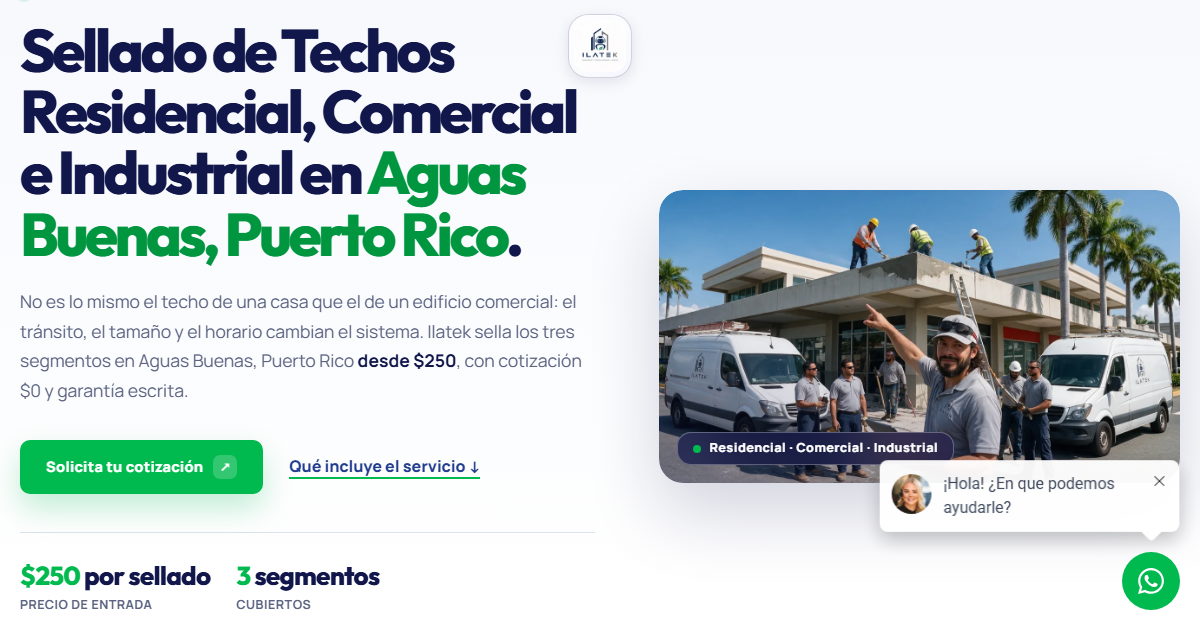 Sellado de Techos
Residencial, Comercial
e Industrial en Aguas
Buenas, Puerto Rico.
ILATEK
No es lo mismo el techo de una casa que el de un edificio comercial: el
tránsito, el tamaño y el horario cambian el sistema. Ilatek sella los tres
segmentos en Aguas Buenas, Puerto Rico desde $250, con cotización
$0 y garantía escrita.
Solicita tu cotización ↗
Qué incluye el servicio ↓
$250 por sellado
PRECIO DE ENTRADA
3 segmentos
CUBIERTOS
ILATEK
ILATEK
Residencial · Comercial · Industrial
¡Hola! ¿En que podemos
ayudarle?